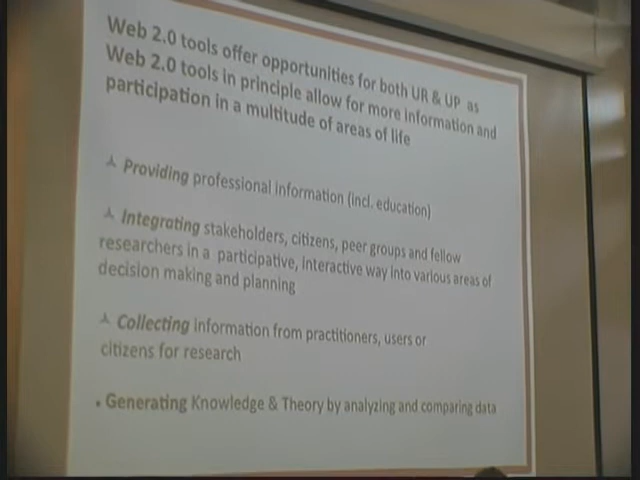 Web 2.0 tools offer opportunities for both UR & UP as
Web 2.0 tools in principle allow for more information and
participation in a multitude of areas of life
Providing professional information (incl. education)
Integrating stakeholders, citizens, peer groups and fellow
researchers in a participative, interactive way into various areas of
decision making and planning
Collecting information from practitioners, users or
citizens for research
• Generating Knowledge & Theory by analyzing and comparing data